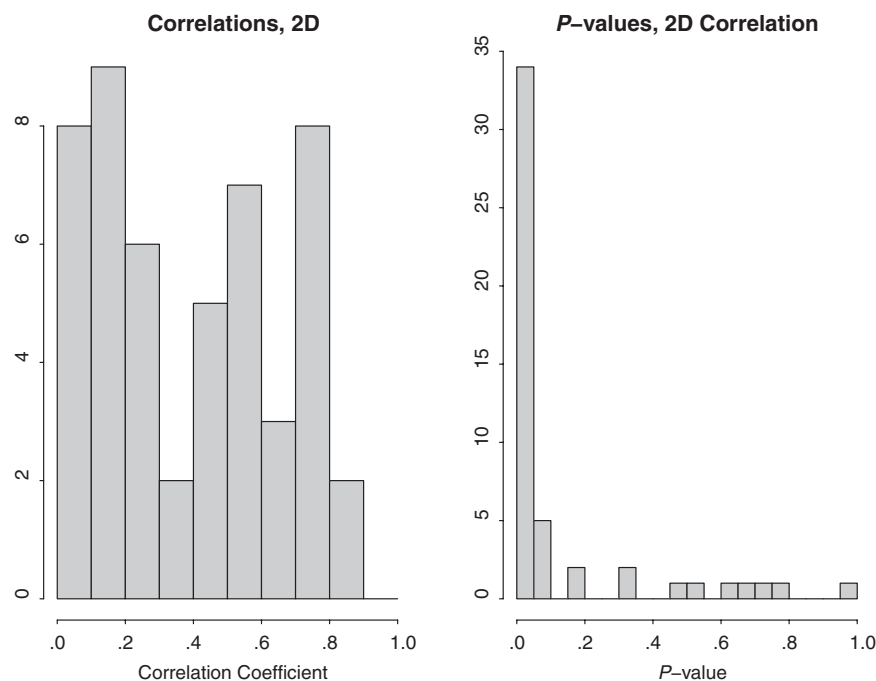 Correlations, 2D
8
6
4
2
0
.0 .2 .4 .6 .8 1.0
Correlation Coefficient
P–values, 2D Correlation
35
30
25
20
15
10
5
0
.0 .2 .4 .6 .8 1.0
P–value